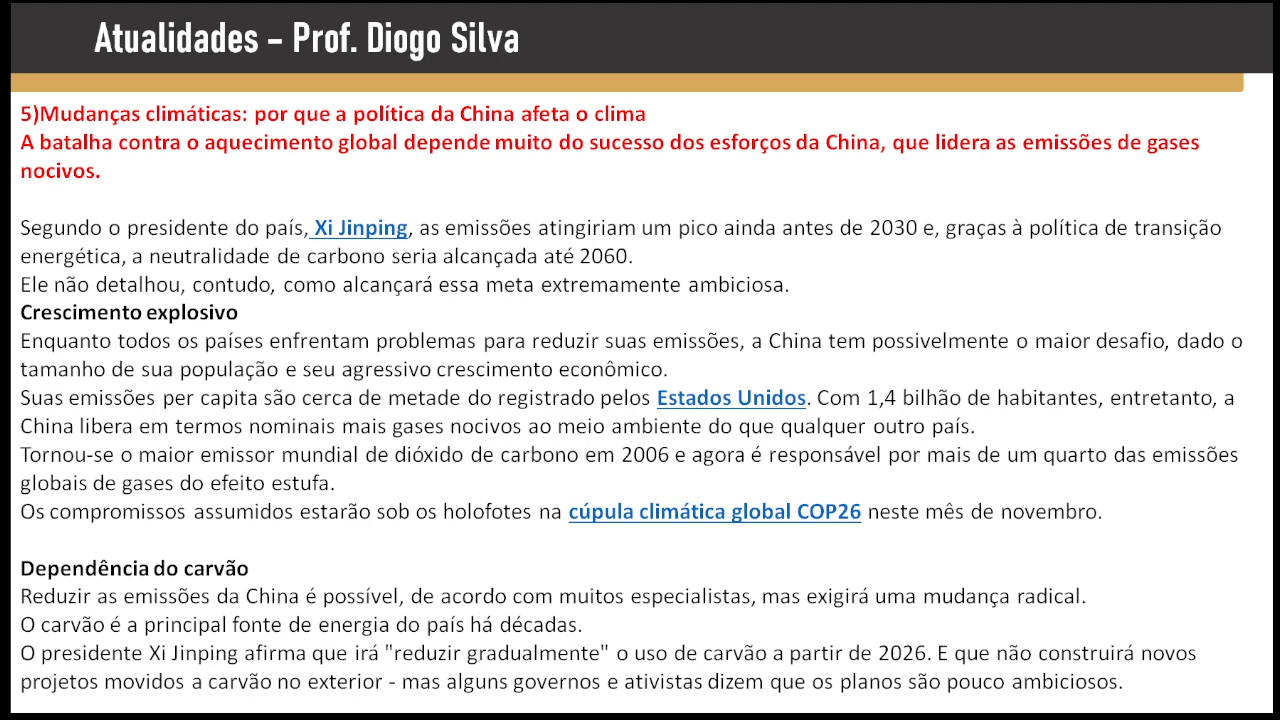 Atualidades – Prof. Diogo Silva
5)Mudanças climáticas: por que a política da China afeta o clima
A batalha contra o aquecimento global depende muito do sucesso dos esforços da China, que lidera as emissões de gases
nocivos.
Segundo o presidente do país, Xi Jinping, as emissões atingiriam um pico ainda antes de 2030 e, graças à política de transição
energética, a neutralidade de carbono seria alcançada até 2060.
Ele não detalhou, contudo, como alcançará essa meta extremamente ambiciosa.
Crescimento explosivo
Enquanto todos os países enfrentam problemas para reduzir suas emissões, a China tem possivelmente o maior desafio, dado o
tamanho de sua população e seu agressivo crescimento econômico.
Suas emissões per capita são cerca de metade do registrado pelos Estados Unidos. Com 1,4 bilhão de habitantes, entretanto, a
China libera em termos nominais mais gases nocivos ao meio ambiente do que qualquer outro país.
Tornou-se o maior emissor mundial de dióxido de carbono em 2006 e agora é responsável por mais de um quarto das emissões
globais de gases do efeito estufa.
Os compromissos assumidos estarão sob os holofotes na cúpula climática global COP26 neste mês de novembro.
Dependência do carvão
Reduzir as emissões da China é possível, de acordo com muitos especialistas, mas exigirá uma mudança radical.
O carvão é a principal fonte de energia do país há décadas.
O presidente Xi Jinping afirma que irá "reduzir gradualmente" o uso de carvão a partir de 2026. E que não construirá novos
projetos movidos a carvão no exterior - mas alguns governos e ativistas dizem que os planos são pouco ambiciosos.